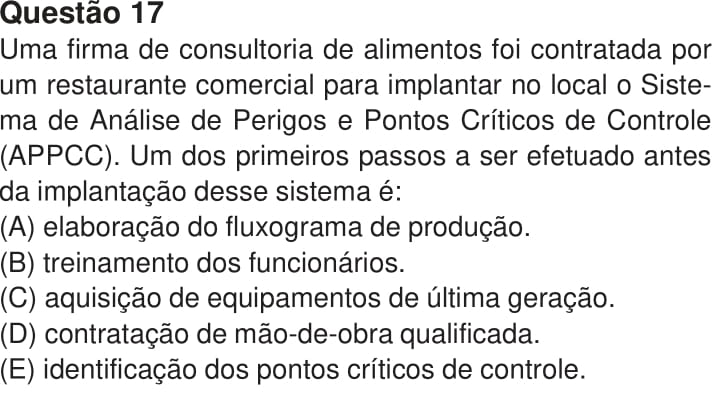 Questão 17
Uma firma de consultoria de alimentos foi contratada por
um restaurante comercial para implantar no local o Siste-
ma de Análise de Perigos e Pontos Críticos de Controle
(APPCC). Um dos primeiros passos a ser efetuado antes
da implantação desse sistema é:
(A) elaboração do fluxograma de produção.
(B) treinamento dos funcionários.
(C) aquisição de equipamentos de última geração.
(D) contratação de mão-de-obra qualificada.
(E) identificação dos pontos críticos de controle.